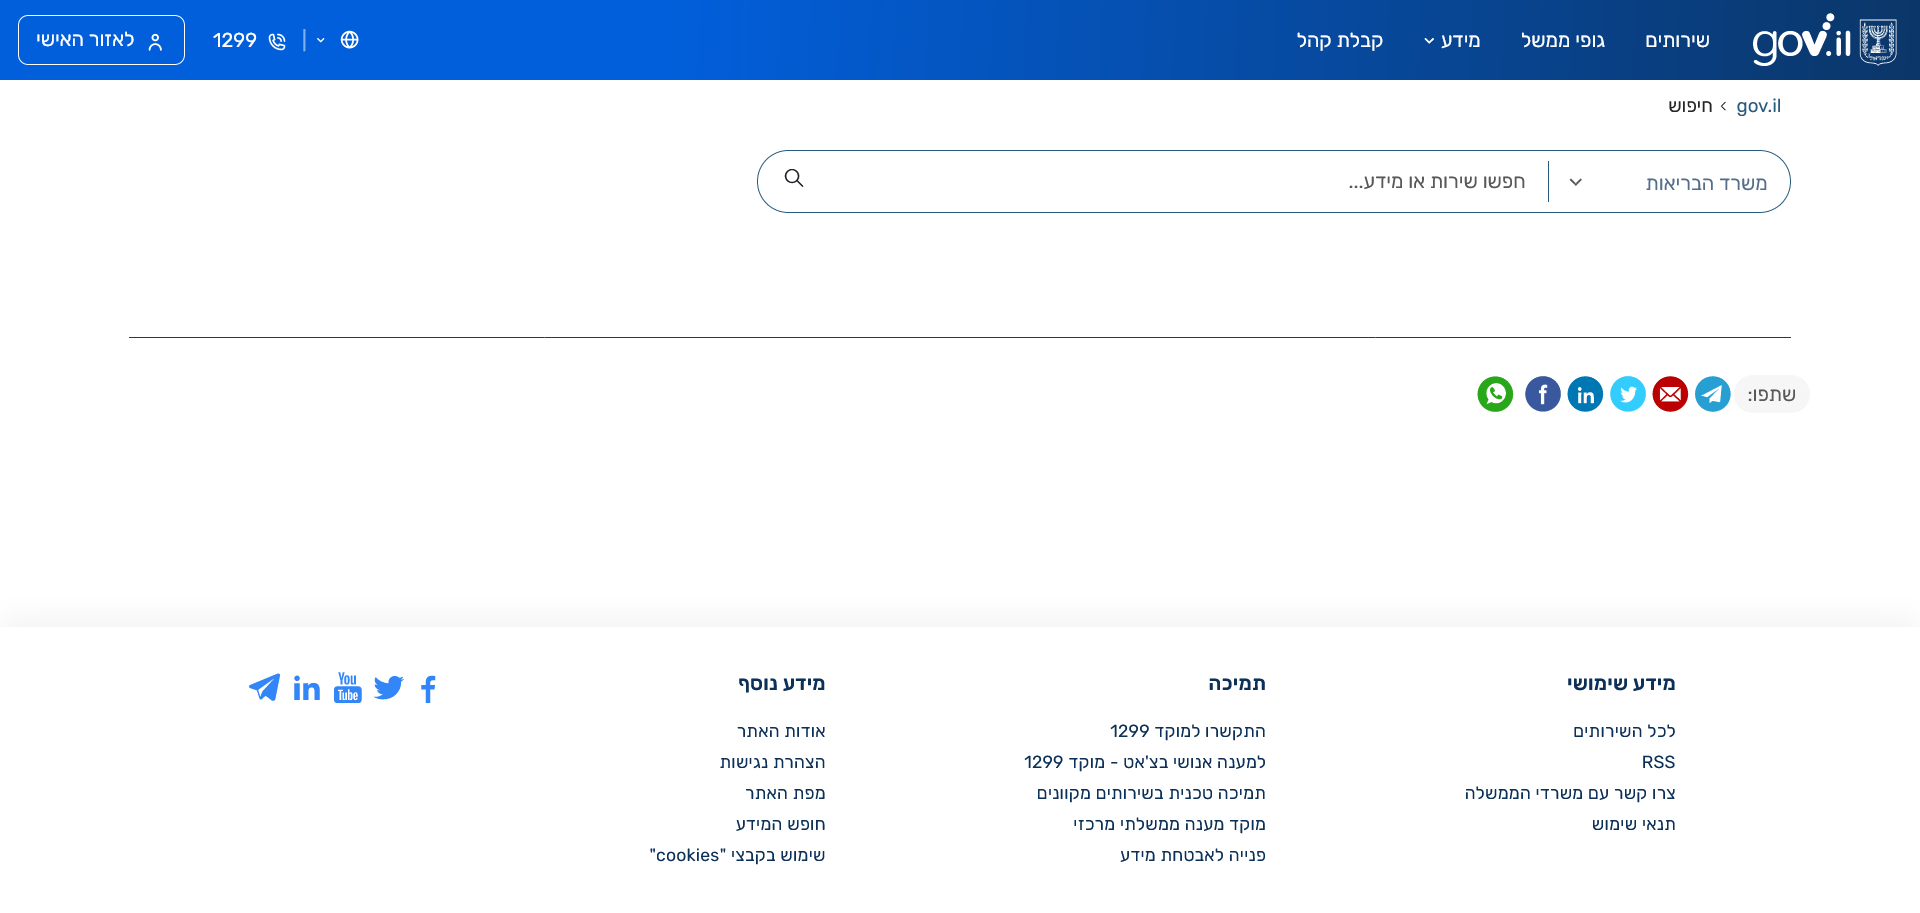 gov.il
שירותים
גופי ממשל
מידע
קבלת קהל
1299
לאזור האישי
gov.il › חיפוש
משרד הבריאות
חפשו שירות או מידע...
שתפו:
מידע שימושי
לכל השירותים
RSS
צרו קשר עם משרדי הממשלה
תנאי שימוש
תמיכה
התקשרו למוקד 1299
למענה אנושי בצ'אט - מוקד 1299
תמיכה טכנית בשירותים מקוונים
מוקד מענה ממשלתי מרכזי
פנייה לאבטחת מידע
מידע נוסף
אודות האתר
הצהרת נגישות
מפת האתר
חופש המידע
שימוש בקבצי "cookies"
You
Tube